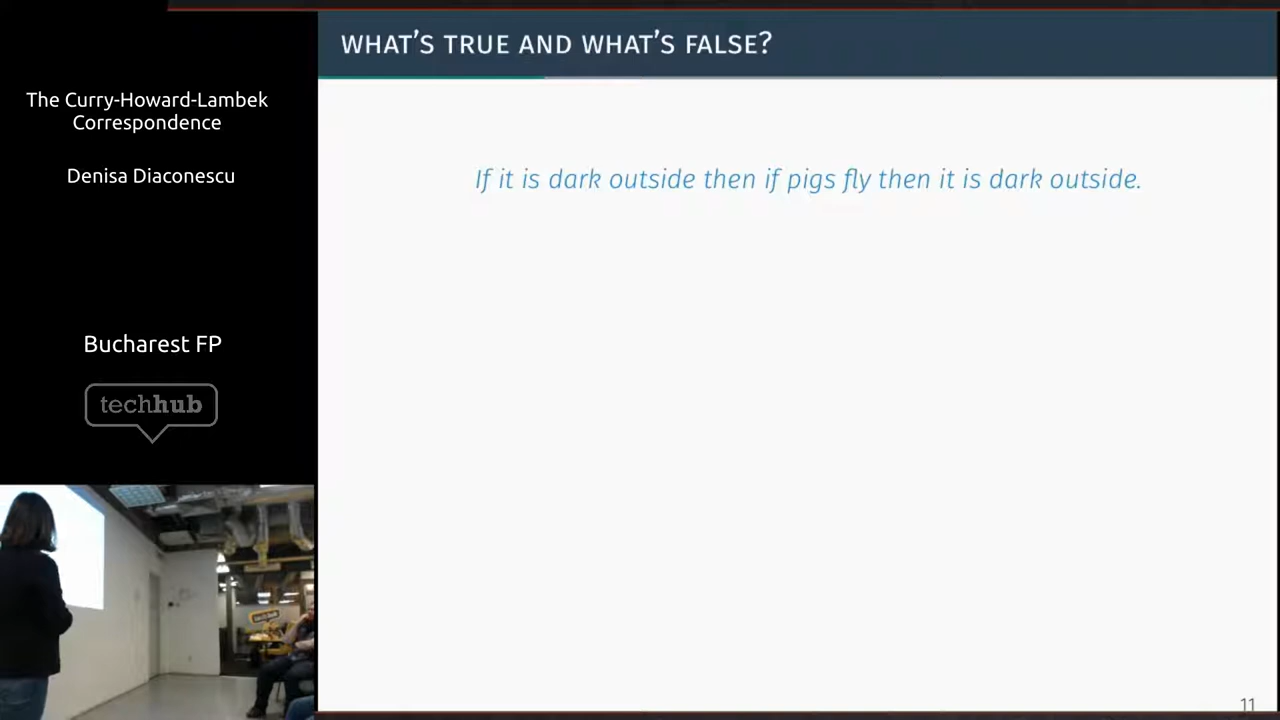 WHAT'S TRUE AND WHAT'S FALSE?
The Curry-Howard-Lambek
Correspondence
Denisa Diaconescu
If it is dark outside then if pigs fly then it is dark outside.
Bucharest FP
techhub
techhub
11